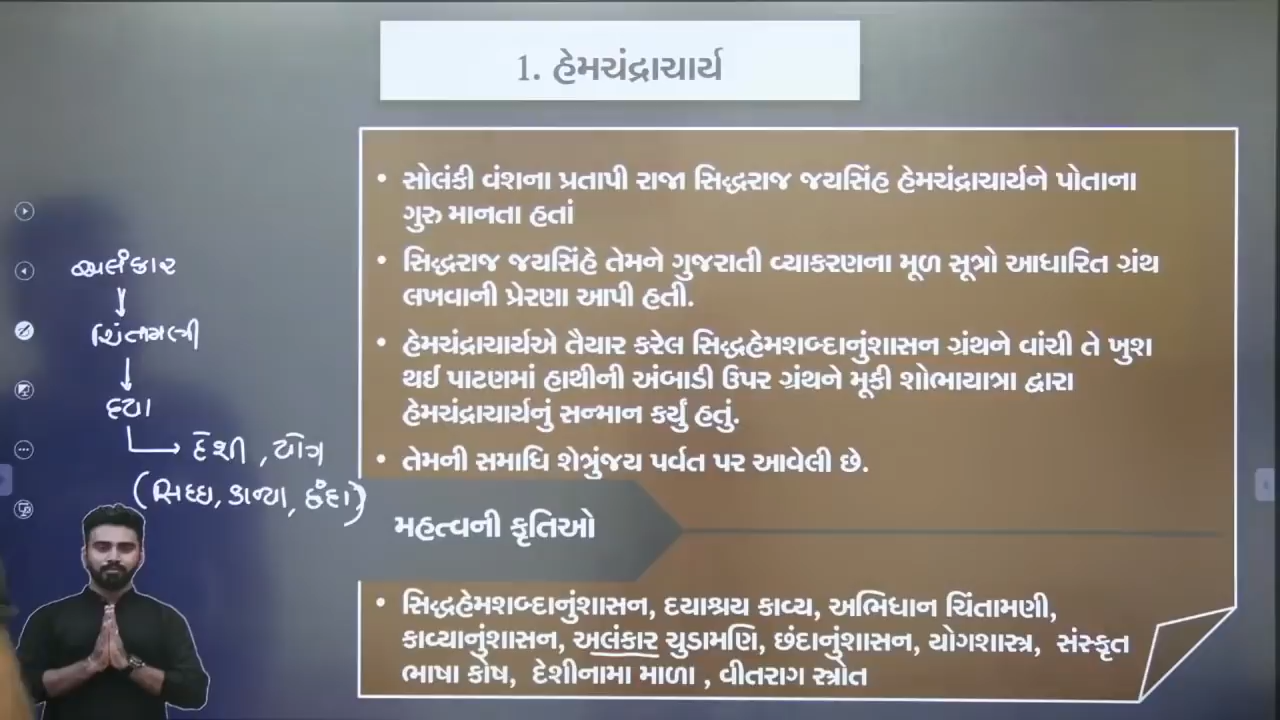 1. હેમચંદ્રાચાર્ય
• સોલંકી વંશના પ્રતાપી રાજા સિદ્ધરાજ જયસિંહ હેમચંદ્રાચાર્યને પોતાના
ગુરુ માનતા હતાં
• સિદ્ધરાજ જયસિંહે તેમને ગુજરાતી વ્યાકરણના મૂળ સૂત્રો આધારિત ગ્રંથ
લખવાની પ્રેરણા આપી હતી.
• હેમચંદ્રાચાર્યએ તૈયાર કરેલ સિદ્ધહેમશબ્દાનુંશાસન ગ્રંથને વાંચી તે ખુશ
થઈ પાટણમાં હાથીની અંબાડી ઉપર ગ્રંથને મૂકી શોભાયાત્રા દ્વારા
હેમચંદ્રાચાર્યનું સન્માન કર્યું હતું.
• તેમની સમાધિ શેત્રુંજય પર્વત પર આવેલી છે.
મહત્વની કૃતિઓ
• સિદ્ધહેમશબ્દાનુંશાસન, દયાશ્રય કાવ્ય, અભિધાન ચિંતામણી,
કાવ્યાનુંશાસન, અલંકાર ચુડામણિ, છંદાનુંશાસન, યોગશાસ્ત્ર, સંસ્કૃત
ભાષા કોષ, દેશીનામા માળા , વીતરાગ સ્ત્રોત
અલંકાર
ચિંતામણી
દયા
દેશી , યોગ
(સિધ્ધ, કાવ્યા, છંદા)